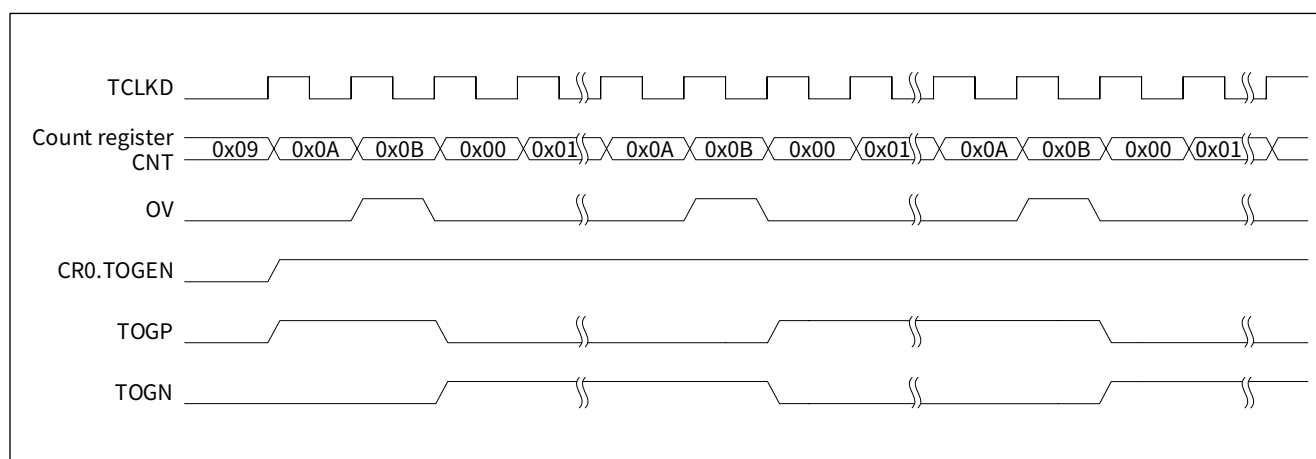 TCLKD
Count register
CNT
0x09 0x0A 0x0B 0x00 0x01 0x0A 0x0B 0x00 0x01 0x0A 0x0B 0x00 0x01
OV
CR0.TOGEN
TOGP
TOGN